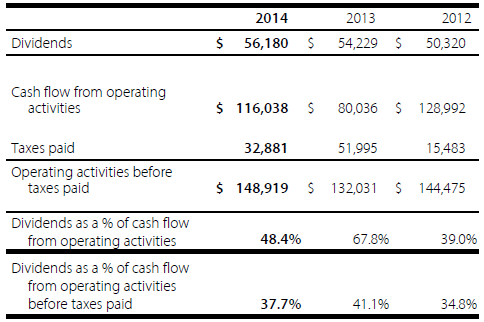 2014 2013 2012
Dividends $ 56,180 $ 54,229 $ 50,320
Cash flow from operating
activities $ 116,038 $ 80,036 $ 128,992
Taxes paid 32,881 51,995 15,483
Operating activities before
taxes paid $ 148,919 $ 132,031 $ 144,475
Dividends as a % of cash flow
from operating activities 48.4% 67.8% 39.0%
Dividends as a % of cash flow
from operating activities
before taxes paid 37.7% 41.1% 34.8%